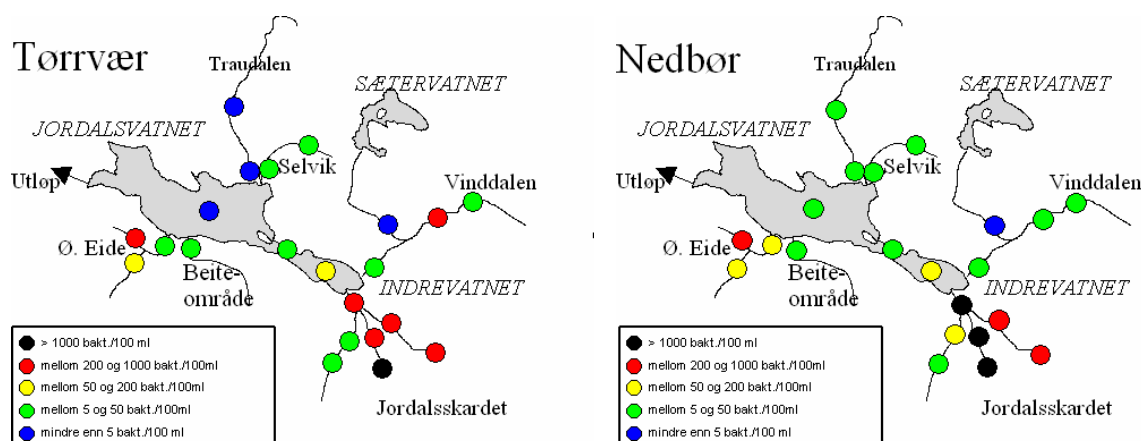 Tørrvær
Traudalen
SÆTERVATNET
JORDALSVATNET
Selvik
Utløp
Vinddalen
Ø. Eide
Beite-
område
INDREVATNET
> 1000 bakt./100 ml
mellom 200 og 1000 bakt./100ml
mellom 50 og 200 bakt./100ml
mellom 5 og 50 bakt./100ml
mindre enn 5 bakt./100 ml
Jordalsskardet
Nedbør
Traudalen
SÆTERVATNET
JORDALSVATNET
Selvik
Utløp
Vinddalen
Ø. Eide
Beite-
område
INDREVATNET
> 1000 bakt./100 ml
mellom 200 og 1000 bakt./100ml
mellom 50 og 200 bakt./100ml
mellom 5 og 50 bakt./100ml
mindre enn 5 bakt./100 ml
Jordalsskardet